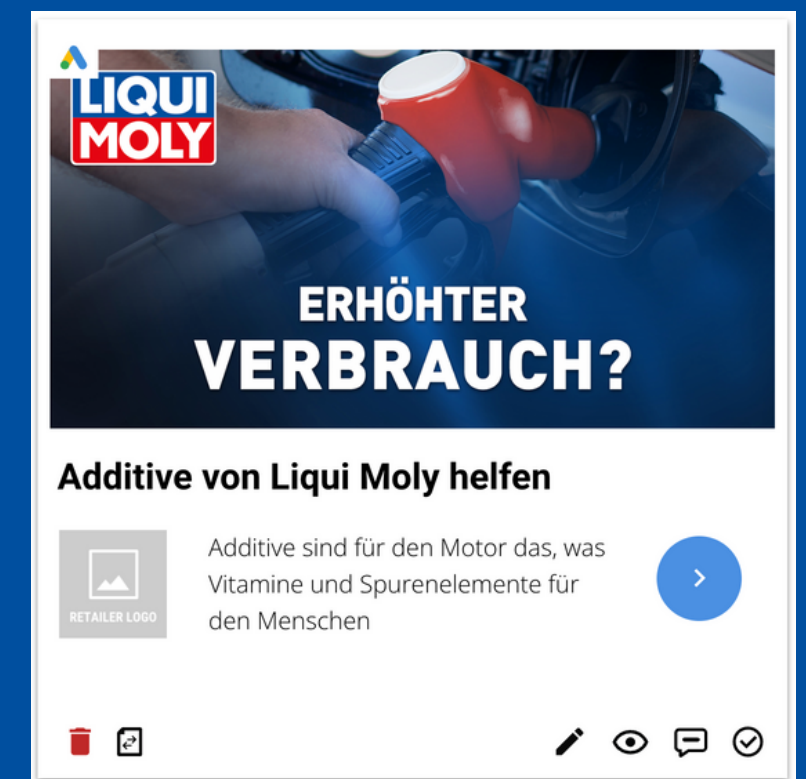 LIQUI
MOLY
ERHÖHTER
VERBRAUCH?
Additive von Liqui Moly helfen
Additive sind für den Motor das, was
Vitamine und Spurenelemente für
den Menschen
RETAILER LOGO